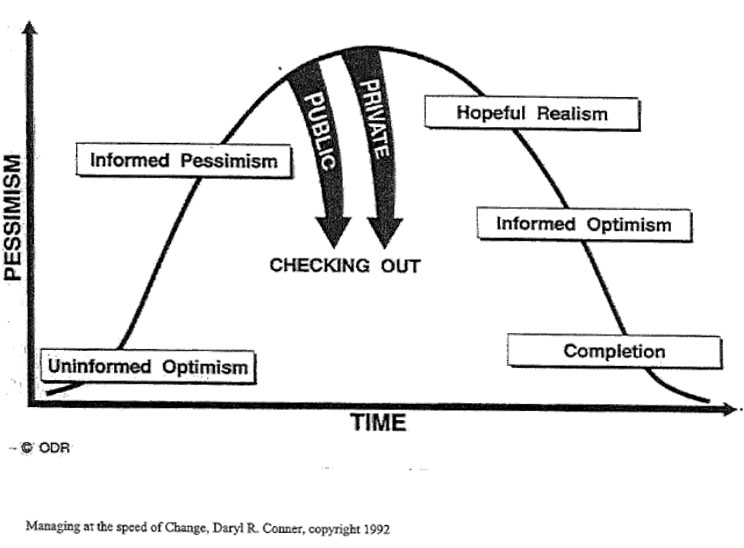 PESSIMISM
PUBLIC
PRIVATE
Hopeful Realism
Informed Pessimism
Informed Optimism
CHECKING OUT
Completion
Uninformed Optimism
TIME
© ODR
Managing at the speed of Change, Daryl R. Conner, copyright 1992